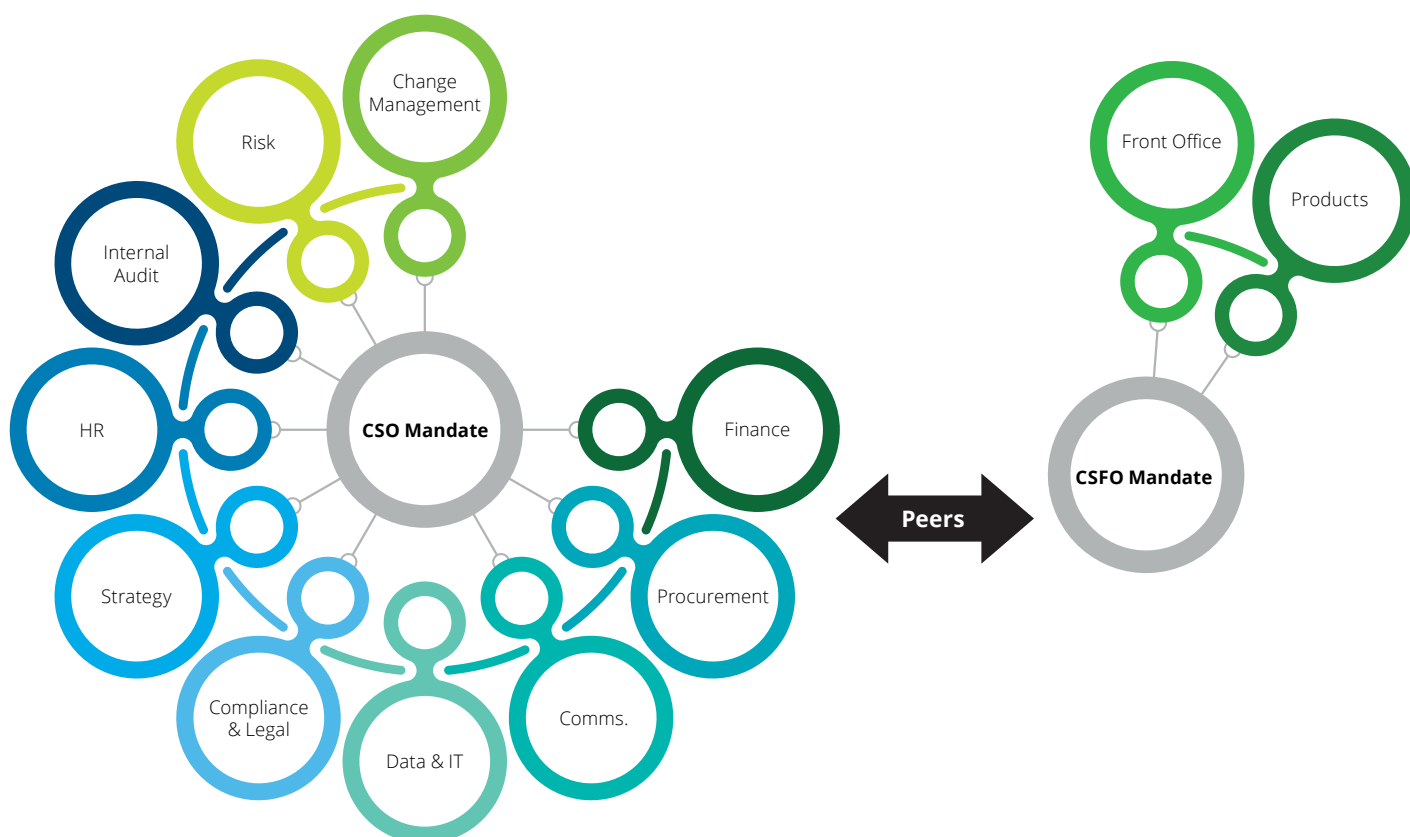 Change
Management
Risk
Internal
Audit
HR
Strategy
Compliance
& Legal
Data & IT
Comms.
Procurement
Finance
CSO Mandate
Peers
Front Office
Products
CSFO Mandate